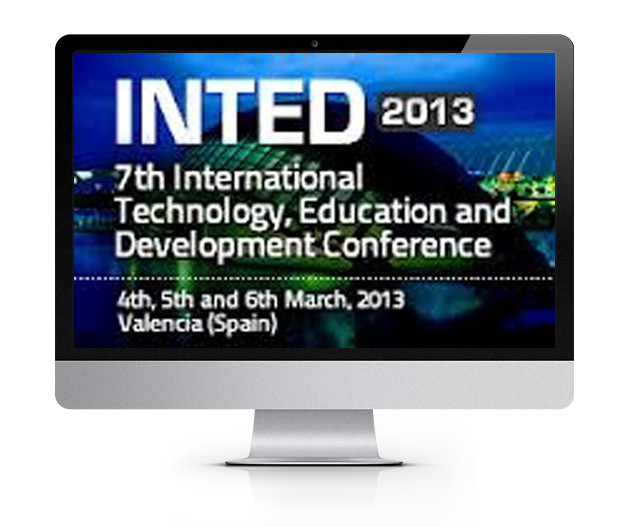 INTED 2013
7th International
Technology, Education and
Development Conference
4th, 5th and 6th March, 2013
Valencia (Spain)